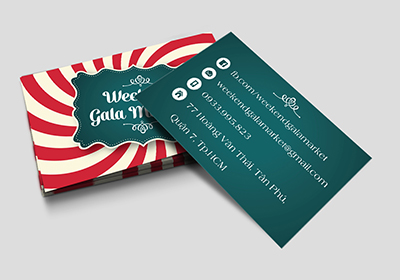 Week
Gala M
fb.com/weekendgalamarket
weekendgalamarket@gmail.com
0933.005.823
77 Hoàng Văn Thái, Tân Phú,
Quận 7, Tp.HCM